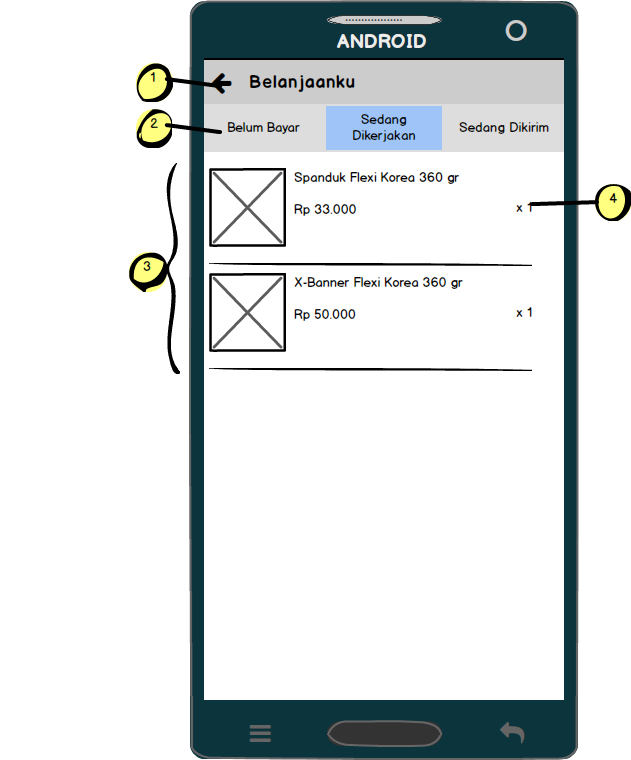 ANDROID
1
Belanjaanku
2
Belum Bayar
Sedang
Dikerjakan
Sedang Dikirim
Spanduk Flexi Korea 360 gr
Rp 33.000
x 1
4
3
X-Banner Flexi Korea 360 gr
Rp 50.000
x 1